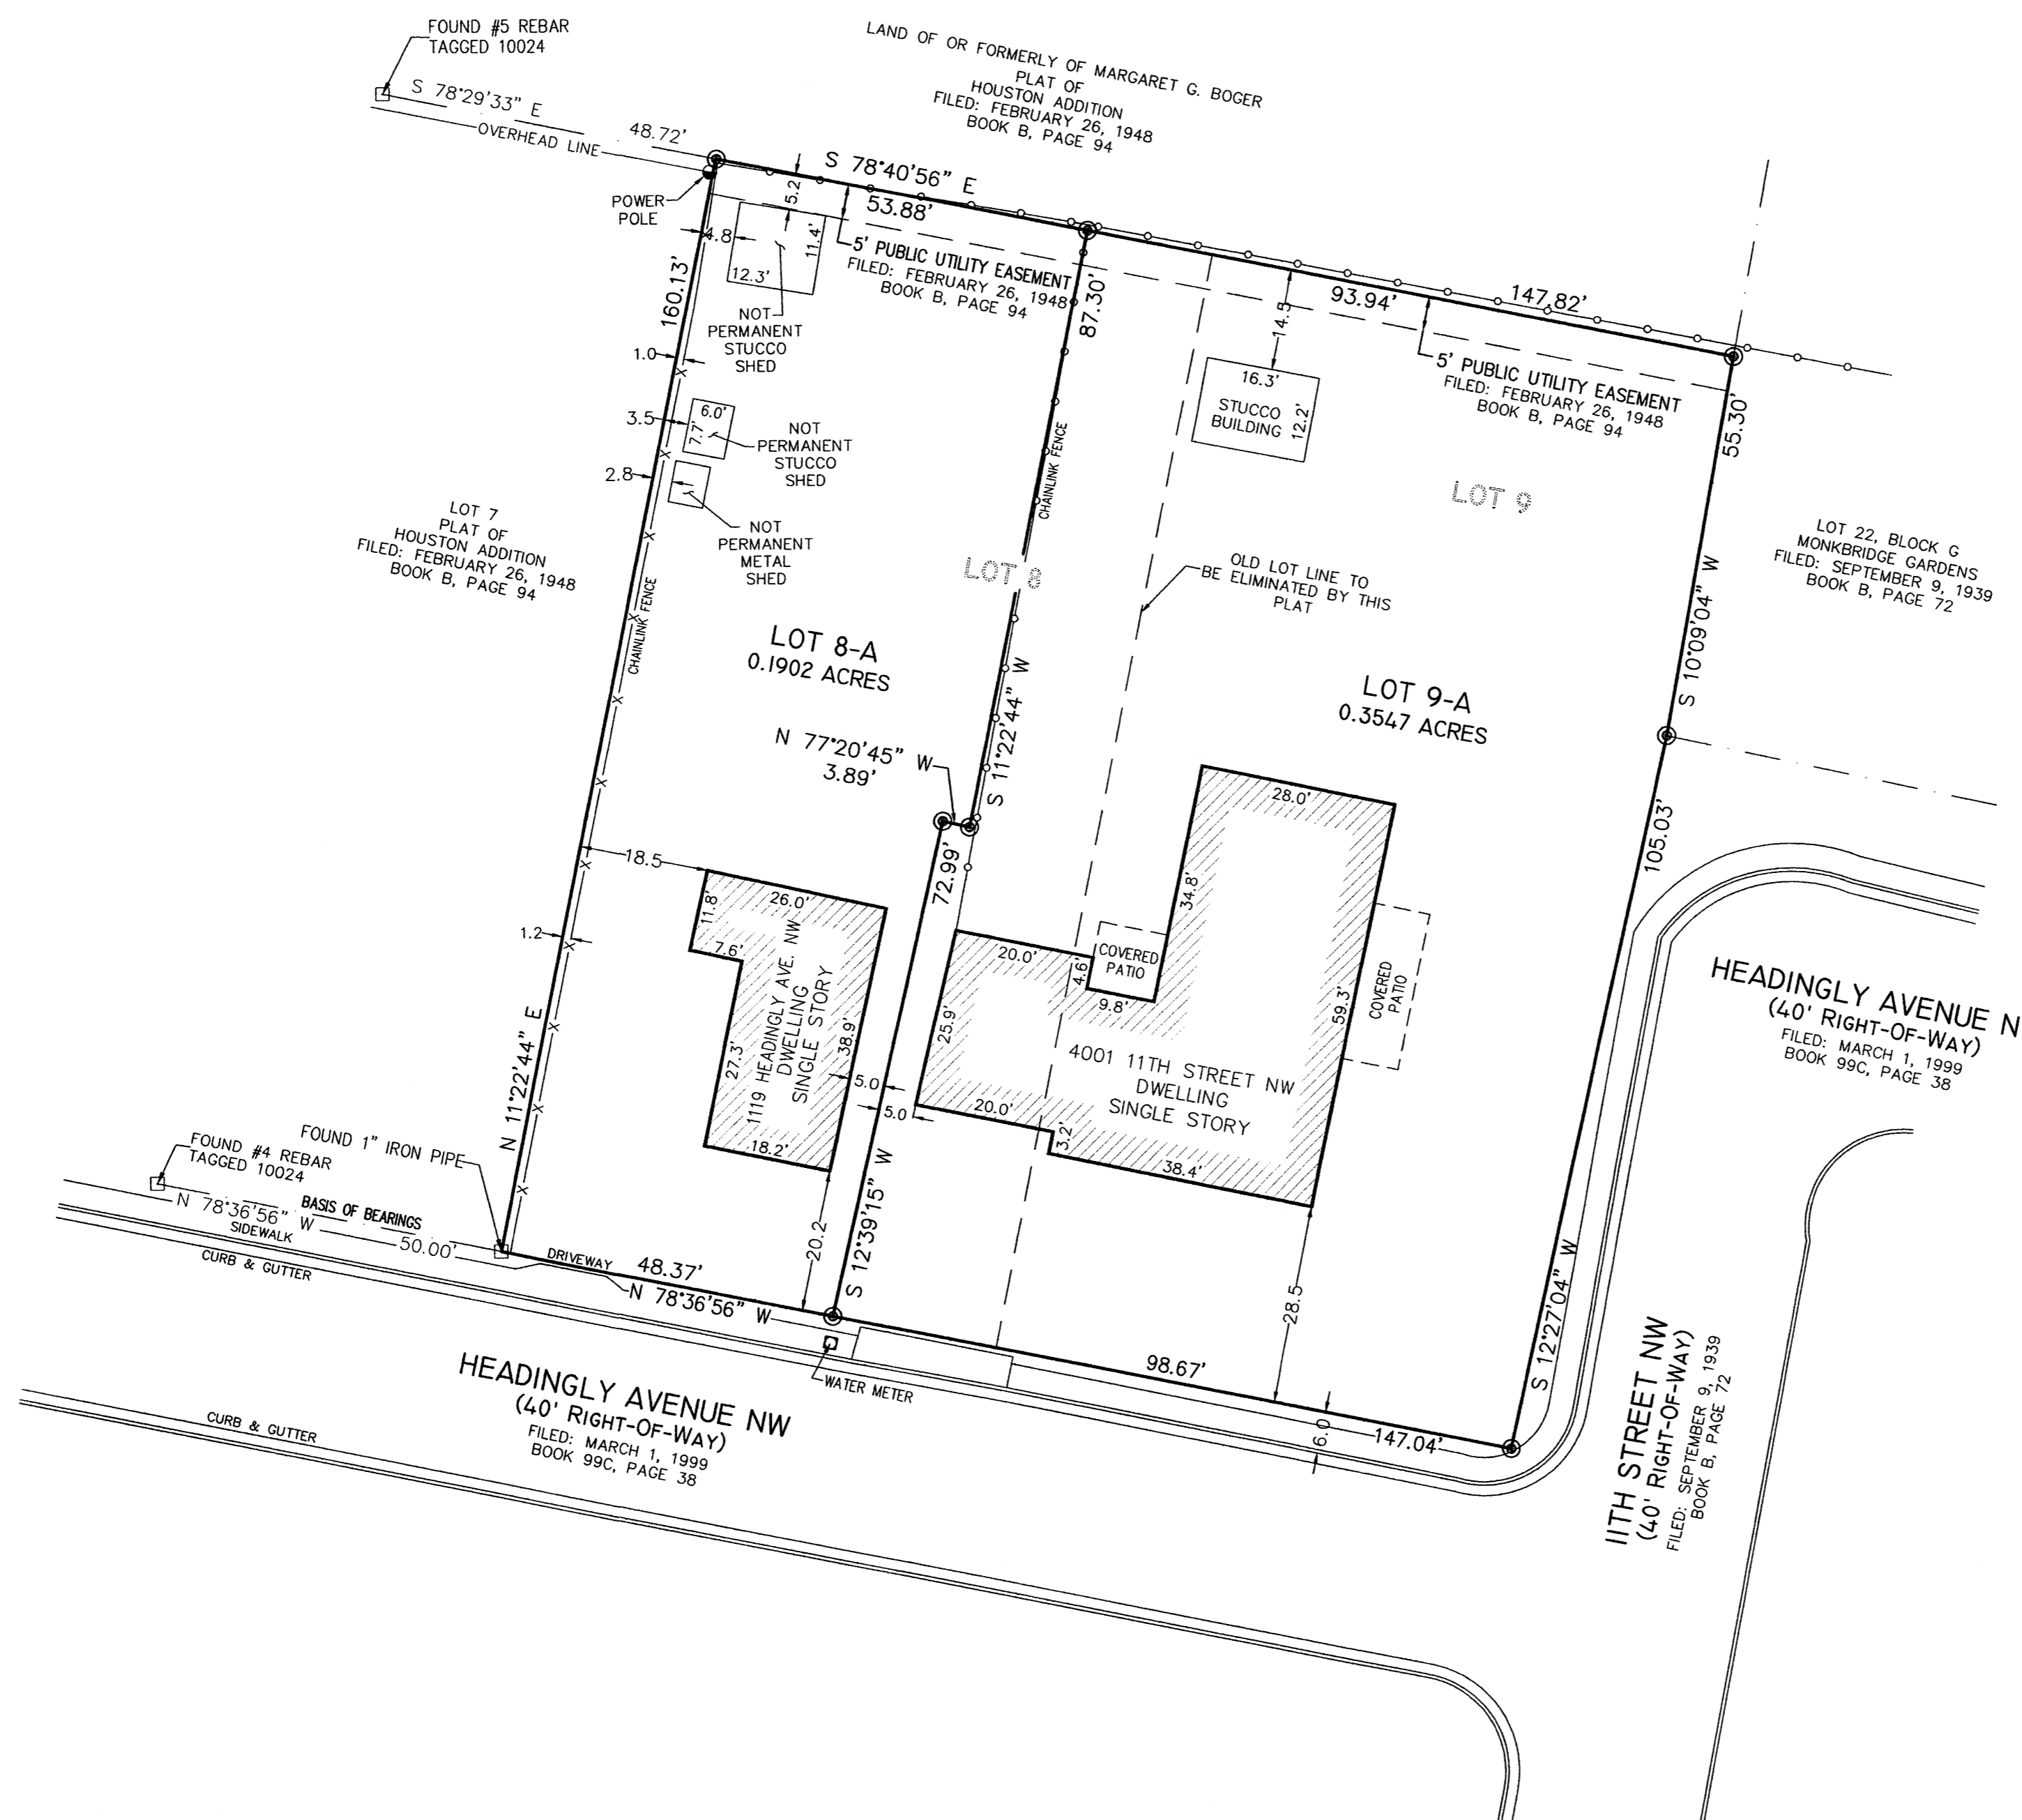 FOUND #5 REBAR
TAGGED 10024
S 78°29'33" E
OVERHEAD LINE
48.72'
LAND OF OR FORMERLY OF MARGARET G. BOGER
PLAT OF
HOUSTON ADDITION
FILED: FEBRUARY 26, 1948
BOOK B, PAGE 94
S 78°40'56" E
53.88'
POWER
POLE
5.2
4.8
11.4'
12.3'
5' PUBLIC UTILITY EASEMENT
FILED: FEBRUARY 26, 1948
BOOK B, PAGE 94
160.13'
NOT
PERMANENT
STUCCO
SHED
87.30'
93.94'
147.82'
14.5
5' PUBLIC UTILITY EASEMENT
FILED: FEBRUARY 26, 1948
BOOK B, PAGE 94
16.3'
STUCCO
BUILDING
12.2'
55.30'
1.0
3.5
6.0'
7.7'
NOT
PERMANENT
STUCCO
SHED
2.8
NOT
PERMANENT
METAL
SHED
CHAINLINK FENCE
LOT 9
LOT 7
PLAT OF
HOUSTON ADDITION
FILED: FEBRUARY 26, 1948
BOOK B, PAGE 94
LOT 8
OLD LOT LINE TO
BE ELIMINATED BY THIS
PLAT
LOT 22, BLOCK G
MONKBRIDGE GARDENS
FILED: SEPTEMBER 9, 1939
BOOK B, PAGE 72
CHAINLINK FENCE
LOT 8-A
0.1902 ACRES
S 11°22'44" W
LOT 9-A
0.3547 ACRES
S 10°09'04" W
N 77°20'45" W
3.89'
72.99'
28.0'
105.03'
18.5
11.8'
26.0'
7.6'
1.2
27.3'
38.9'
18.2'
1119 HEADINGLY AVE. NW
DWELLING
SINGLE STORY
5.0
5.0
20.0'
4.6'
COVERED
PATIO
9.8'
34.8'
25.9'
59.3'
COVERED
PATIO
4001 11TH STREET NW
DWELLING
SINGLE STORY
20.0'
3.2'
38.4'
HEADINGLY AVENUE N
(40' RIGHT-OF-WAY)
FILED: MARCH 1, 1999
BOOK 99C, PAGE 38
N 11°22'44" E
FOUND 1" IRON PIPE
FOUND #4 REBAR
TAGGED 10024
N 78°36'56" W
BASIS OF BEARINGS
50.00'
SIDEWALK
CURB & GUTTER
DRIVEWAY
48.37'
N 78°36'56" W
20.2
S 12°39'15" W
28.5
98.67'
147.04'
6.0
S 12°27'04" W
WATER METER
HEADINGLY AVENUE NW
(40' RIGHT-OF-WAY)
FILED: MARCH 1, 1999
BOOK 99C, PAGE 38
CURB & GUTTER
11TH STREET NW
(40' RIGHT-OF-WAY)
FILED: SEPTEMBER 9, 1939
BOOK B, PAGE 72